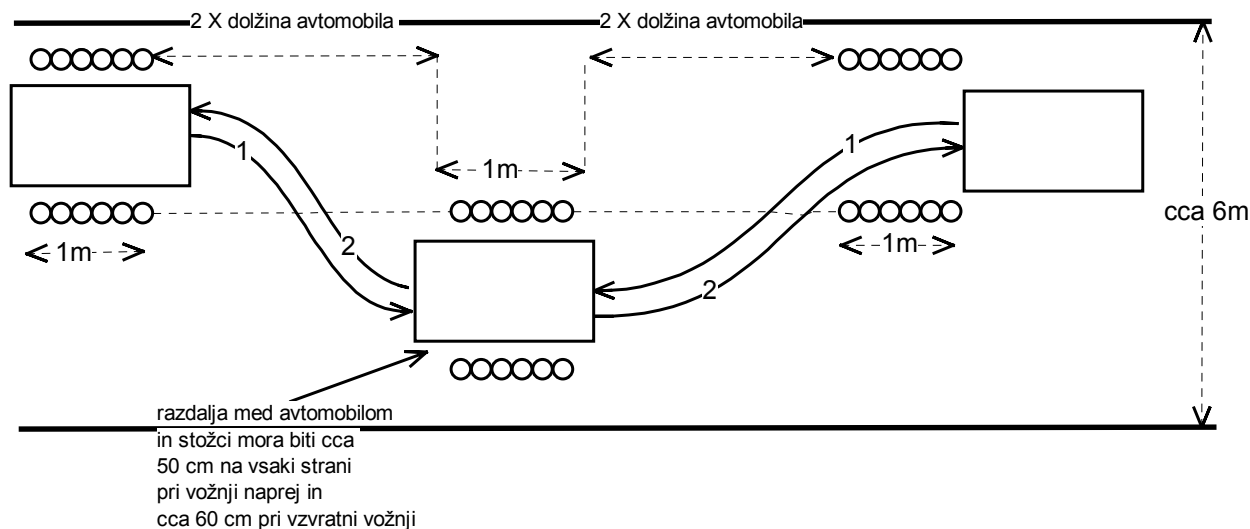 2 X dolžina avtomobila
2 X dolžina avtomobila
1
1
1m
cca 6m
1m
1m
2
2
razdalja med avtomobilom
in stožci mora biti cca
50 cm na vsaki strani
pri vožnji naprej in
cca 60 cm pri vzvratni vožnji